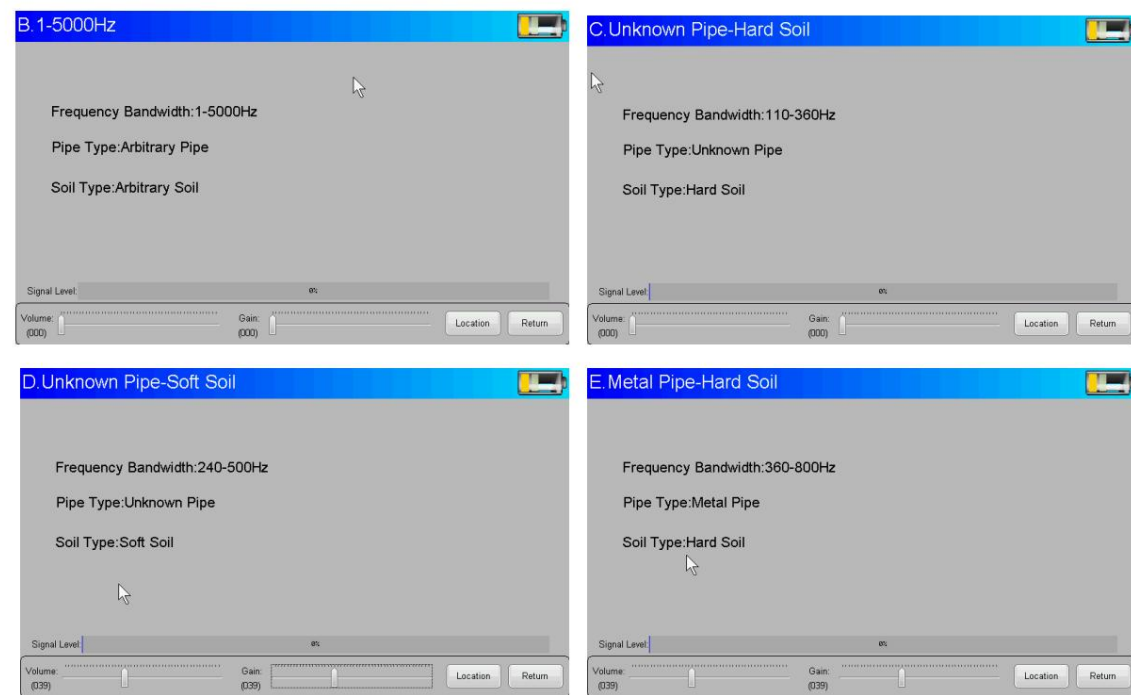 B.1-5000Hz
Frequency Bandwidth:1-5000Hz
Pipe Type:Arbitrary Pipe
Soil Type:Arbitrary Soil
Signal Level: 0%
Volume: (000) Gain: (000) Location Return
C.Unknown Pipe-Hard Soil
Frequency Bandwidth:110-360Hz
Pipe Type:Unknown Pipe
Soil Type:Hard Soil
Signal Level: 0%
Volume: (000) Gain: (000) Location Return
D.Unknown Pipe-Soft Soil
Frequency Bandwidth:240-500Hz
Pipe Type:Unknown Pipe
Soil Type:Soft Soil
Signal Level: 0%
Volume: (039) Gain: (039) Location Return
E.Metal Pipe-Hard Soil
Frequency Bandwidth:360-800Hz
Pipe Type:Metal Pipe
Soil Type:Hard Soil
Signal Level: 0%
Volume: (039) Gain: (039) Location Return